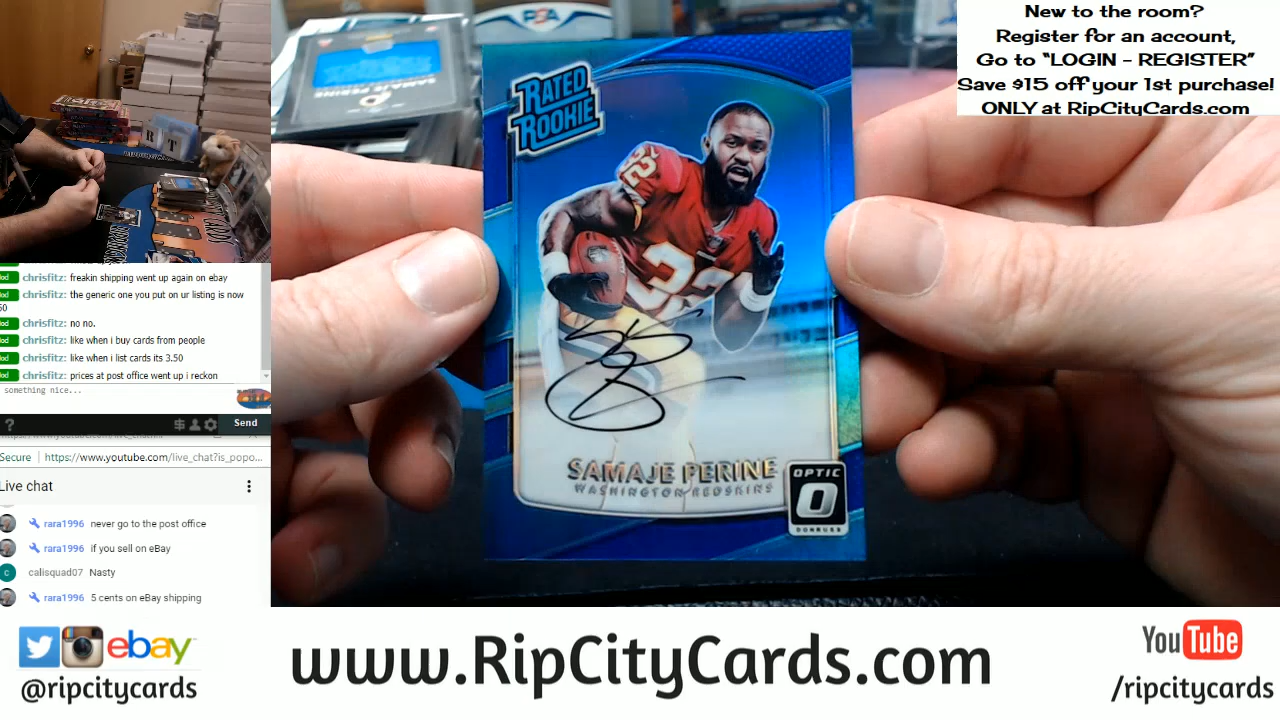 New to the room?
Register for an account,
Go to “LOGIN – REGISTER”
Save $15 off your 1st purchase!
ONLY at RipCityCards.com
PSA
SAMAJE PERINE
R
T
RATED
ROOKIE
32
32
SAMAJE PERINE
WASHINGTON REDSKINS
OPTIC
O
DONRUSS
chrisfitz: freakin shipping went up again on ebay
chrisfitz: the generic one you put on ur listing is now
50
chrisfitz: no no.
chrisfitz: like when i buy cards from people
chrisfitz: like when i list cards its 3.50
chrisfitz: prices at post office went up i reckon
something nice...
? $ Send
Secure https://www.youtube.com/live_chat?is_popo...
Live chat
rara1996 never go to the post office
rara1996 if you sell on eBay
C calisquad07 Nasty
rara1996 5 cents on eBay shipping
ebay
@ripcitycards
www.RipCityCards.com
YouTube
/ripcitycards